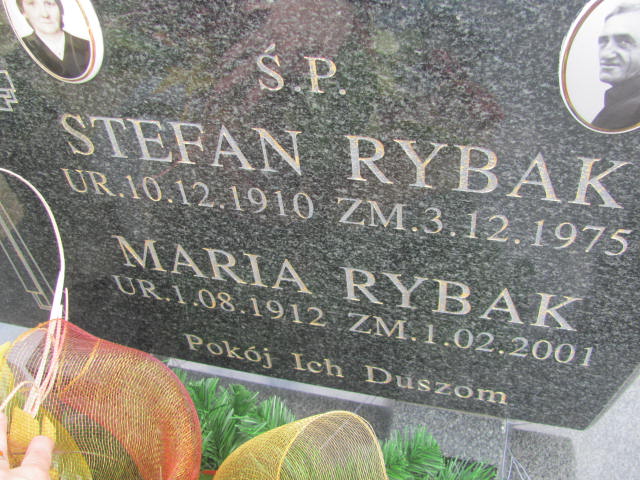 Ś.P.
STEFAN RYBAK
UR.10.12.1910 ZM.3.12.1975
MARIA RYBAK
UR.1.08.1912 ZM.1.02.2001
Pokój Ich Duszom